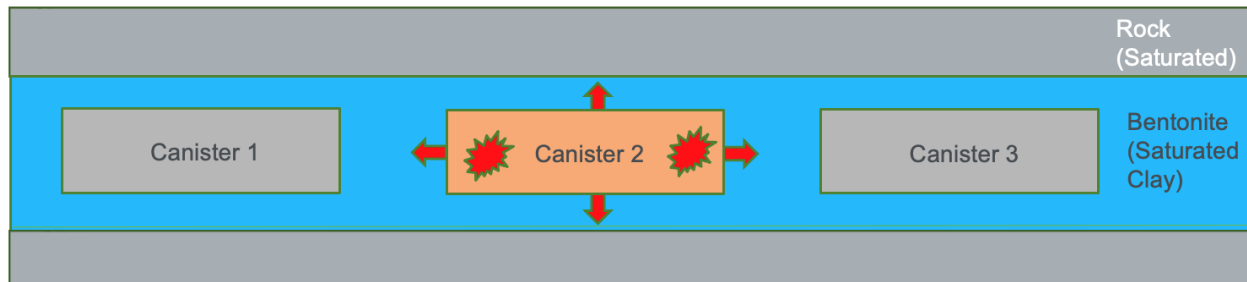 Rock
(Saturated)
Canister 1
Canister 2
Canister 3
Bentonite
(Saturated
Clay)